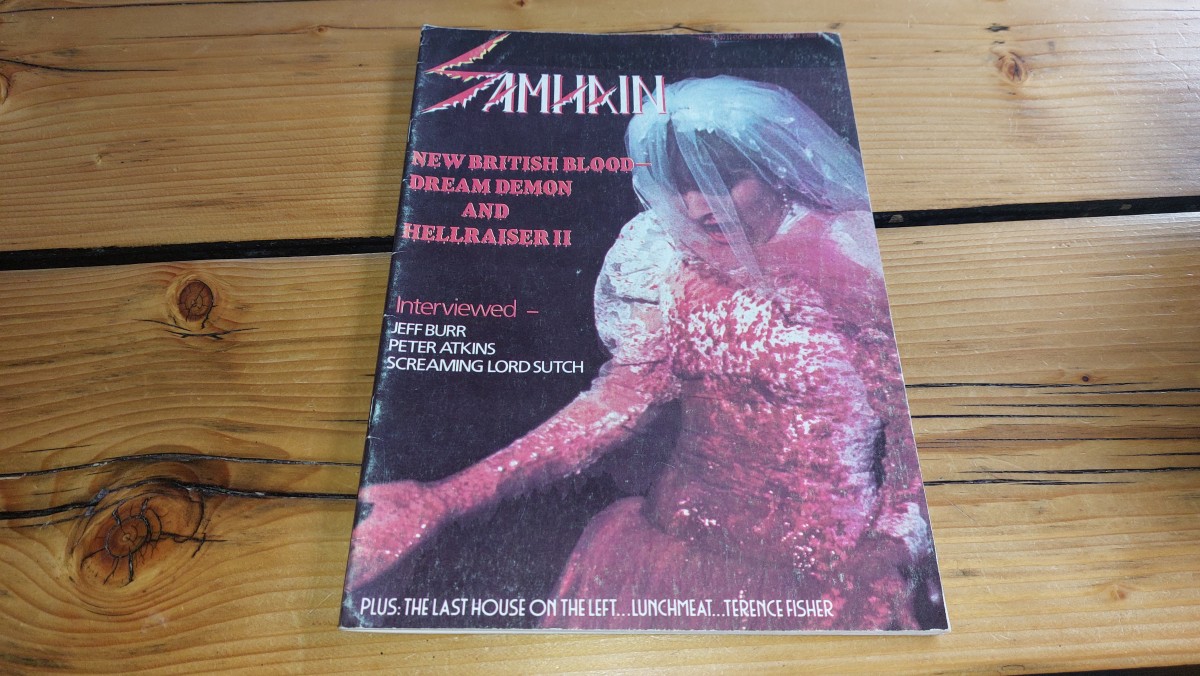 SAMHAIN
NEW BRITISH BLOOD—
DREAM DEMON
AND
HELLRAISER II
Interviewed –
JEFF BURR
PETER ATKINS
SCREAMING LORD SUTCH
PLUS: THE LAST HOUSE ON THE LEFT...LUNCHMEAT...TERENCE FISHER